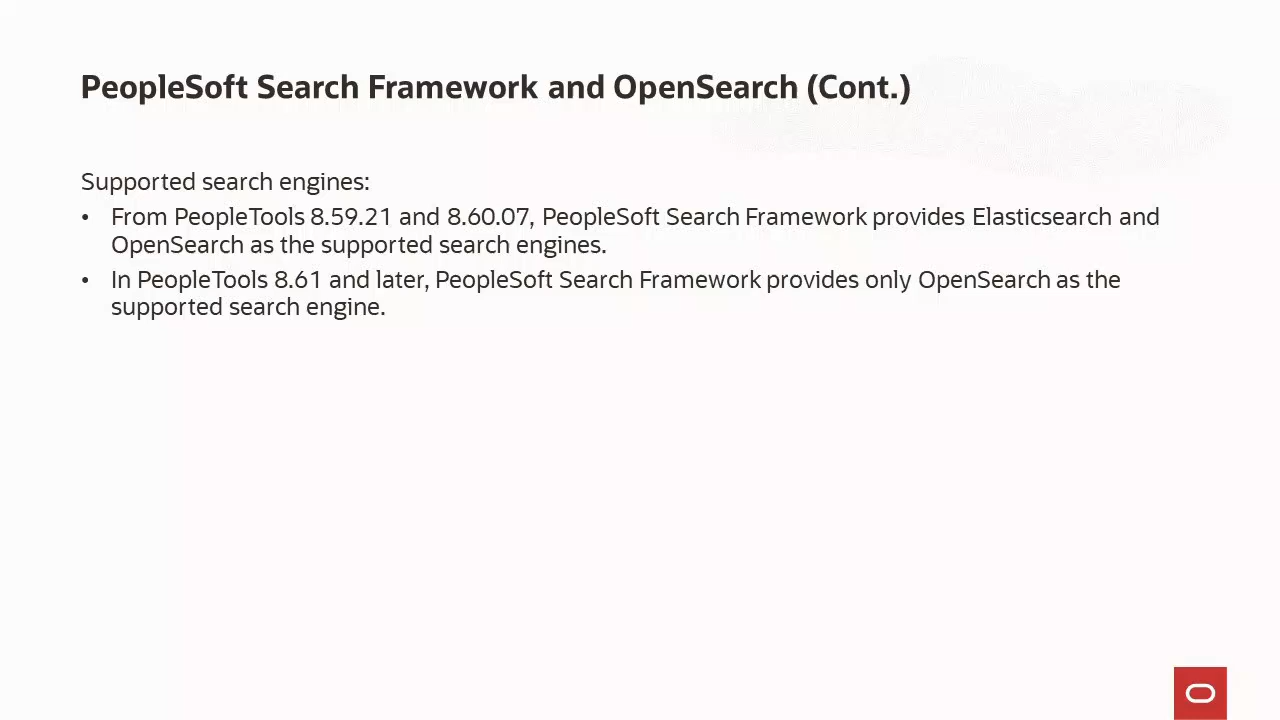 PeopleSoft Search Framework and OpenSearch (Cont.)
Supported search engines:
• From PeopleTools 8.59.21 and 8.60.07, PeopleSoft Search Framework provides Elasticsearch and
OpenSearch as the supported search engines.
• In PeopleTools 8.61 and later, PeopleSoft Search Framework provides only OpenSearch as the
supported search engine.